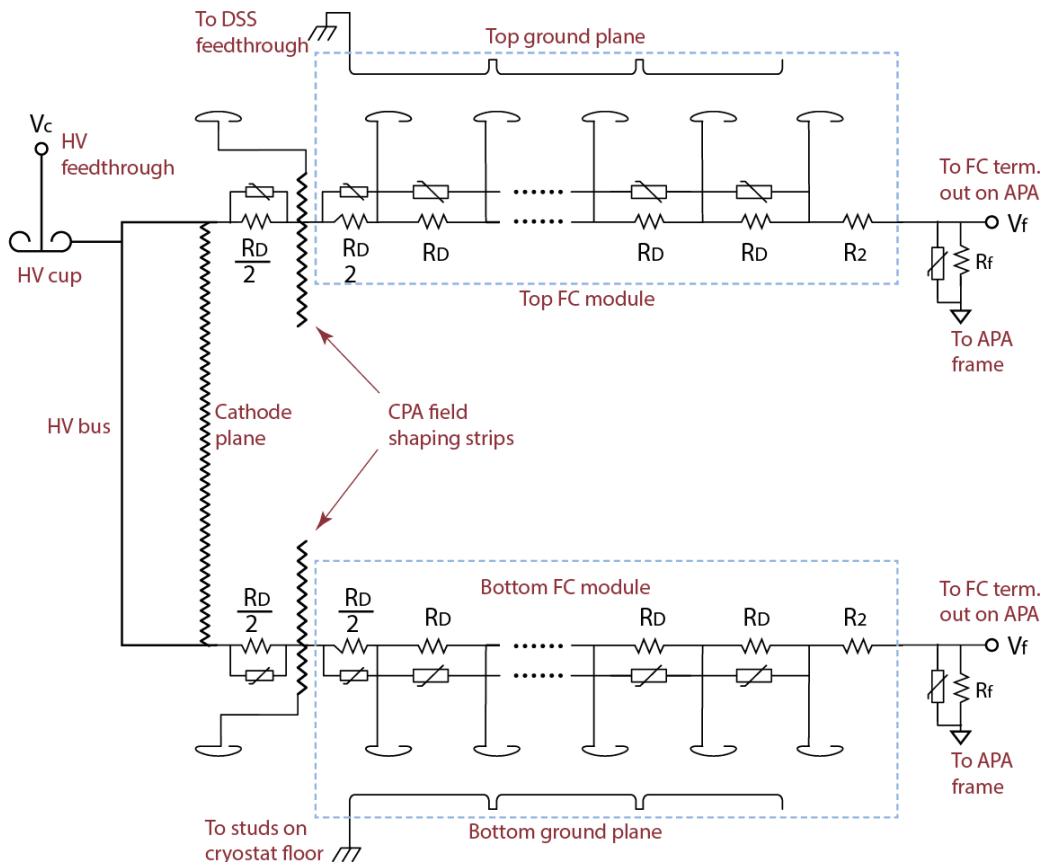 To DSS
feedthrough
Top ground plane
Vc
HV
feedthrough
HV cup
RD
2
RD
2
RD
RD
RD
R2
To FC term.
out on APA
Vf
Rf
Top FC module
To APA
frame
HV bus
Cathode
plane
CPA field
shaping strips
Bottom FC module
RD
2
RD
2
RD
RD
RD
R2
To FC term.
out on APA
Vf
Rf
To APA
frame
To studs on
cryostat floor
Bottom ground plane